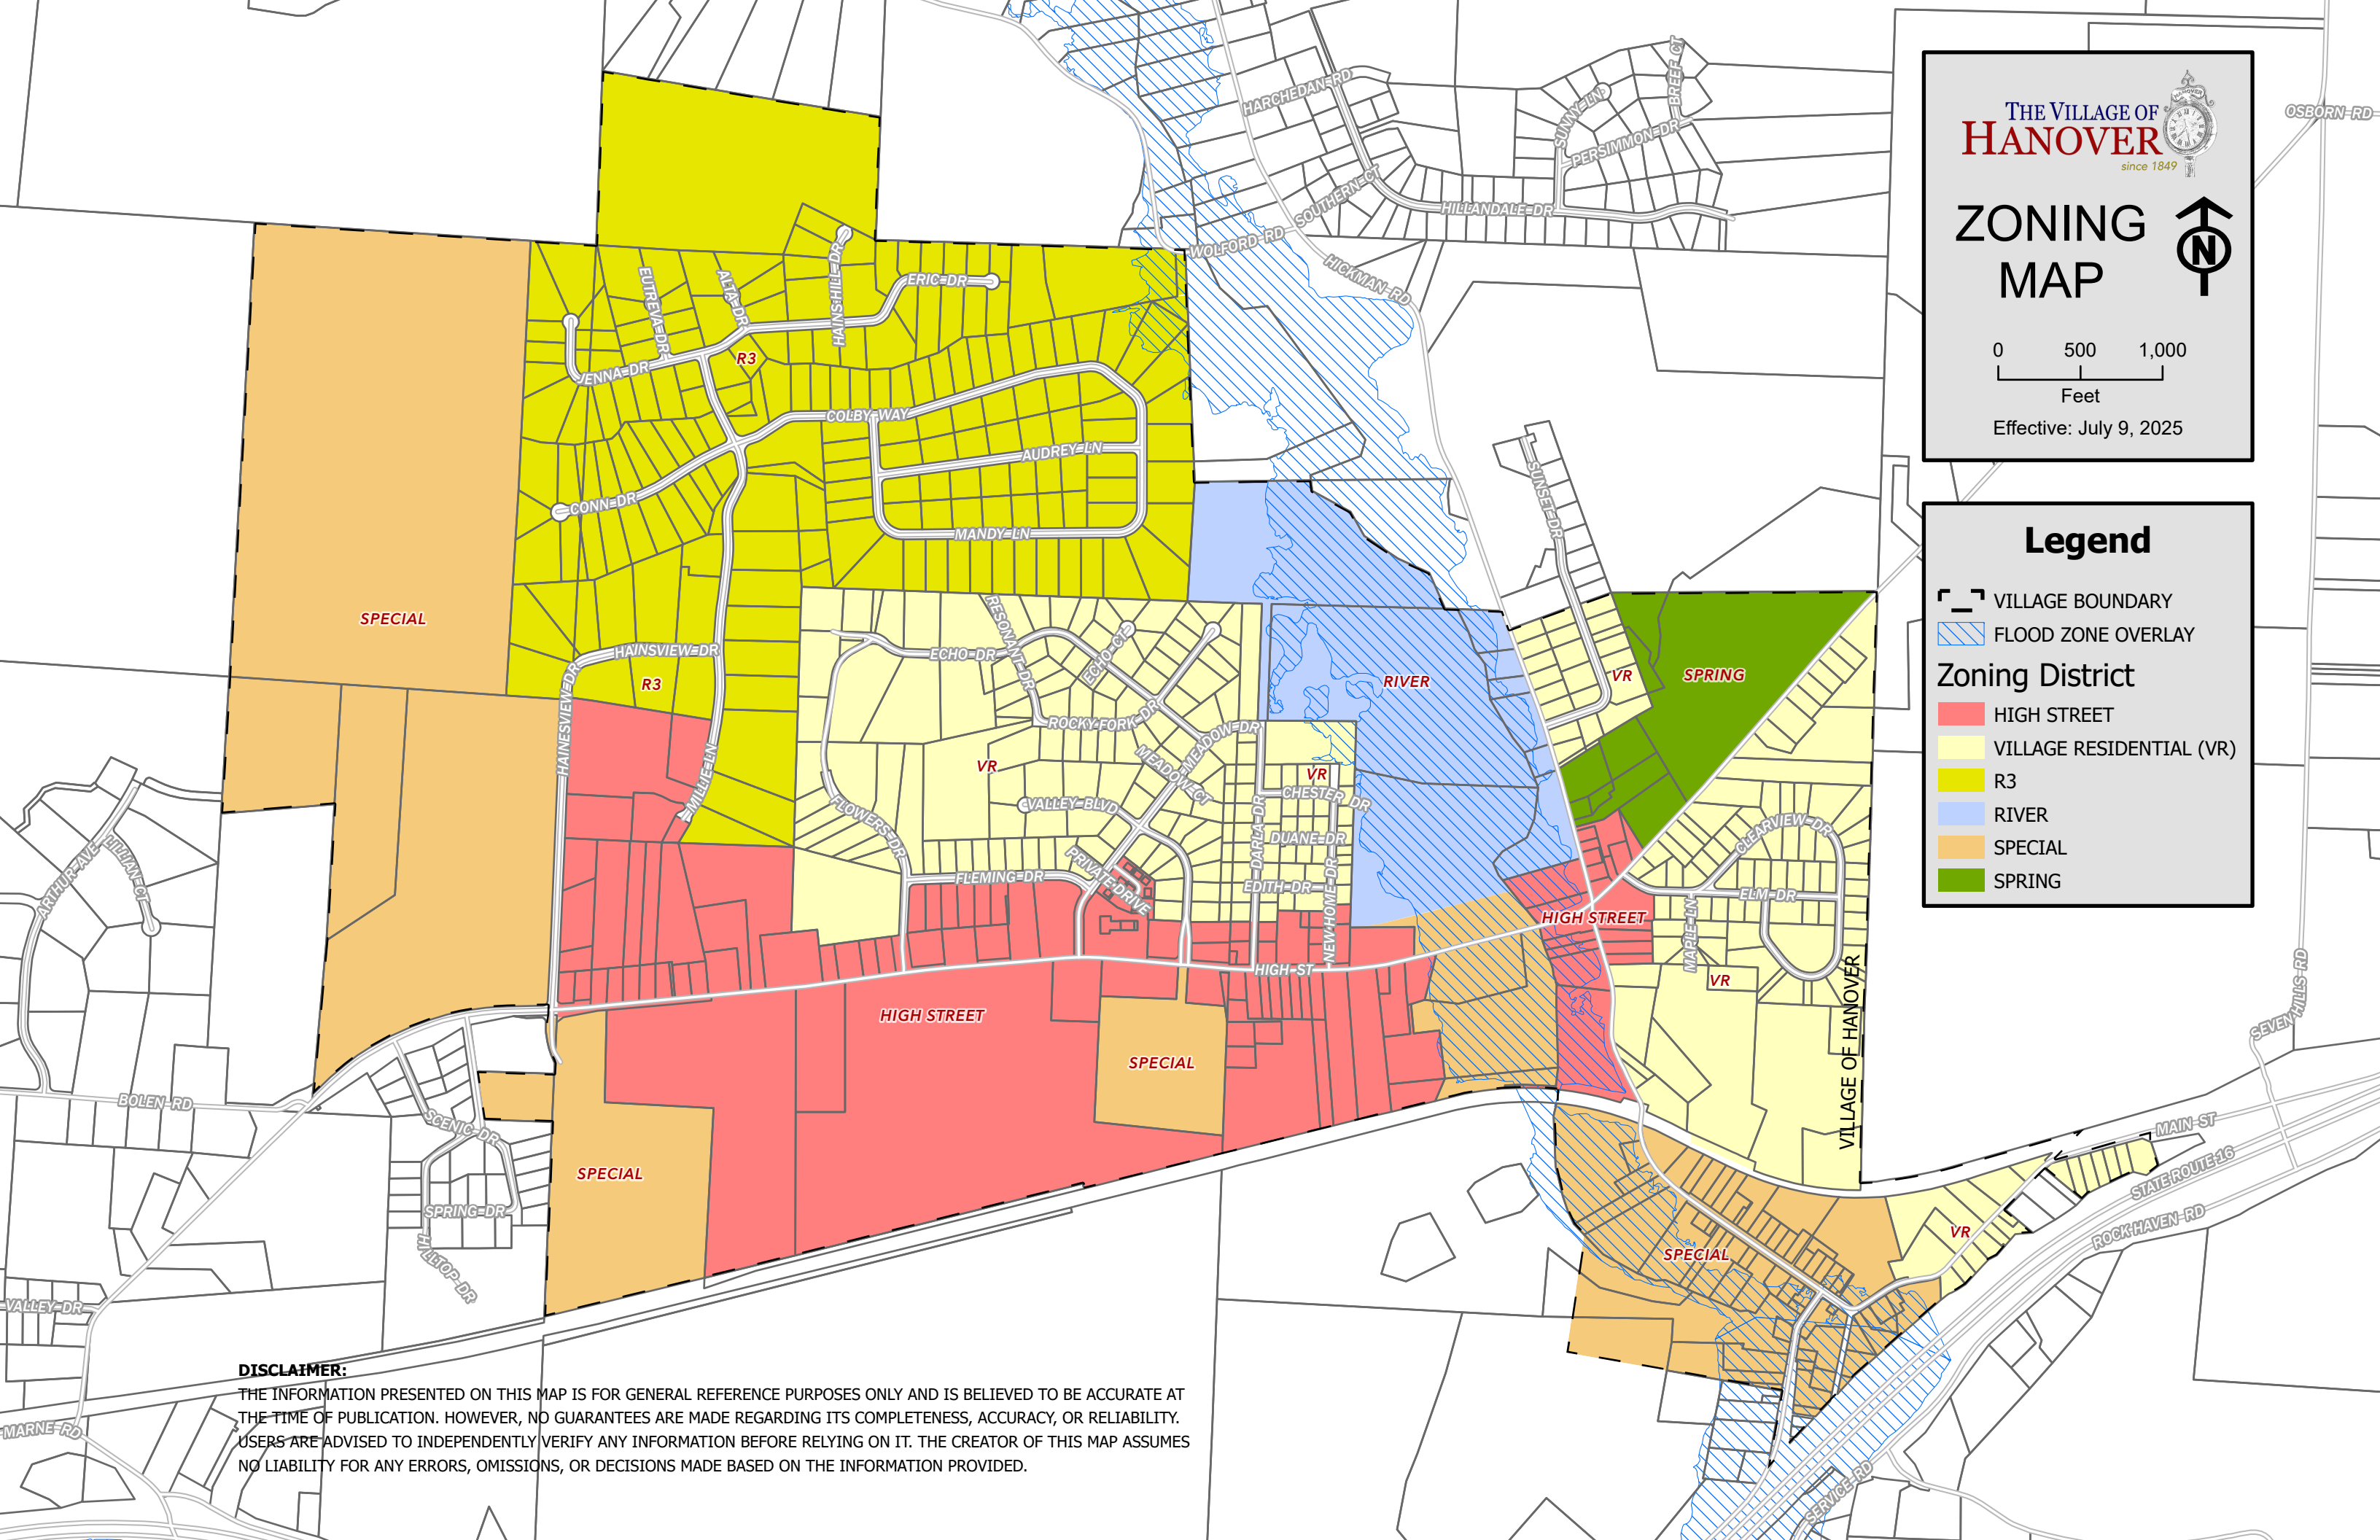 THE VILLAGE OF
HANOVER
since 1849
ZONING
MAP
N
0 500 1,000
Feet
Effective: July 9, 2025
Legend
VILLAGE BOUNDARY
FLOOD ZONE OVERLAY
Zoning District
HIGH STREET
VILLAGE RESIDENTIAL (VR)
R3
RIVER
SPECIAL
SPRING
HARCHEDAN RD
SUNNY LN
BREEF CT
PERSIMMON DR
OSBORN RD
SOUTHERN CT
HILLANDALE DR
WOLFORD RD
HICKMAN RD
EUTREVA DR
ALTA DR
HAINSHILL DR
ERIC DR
R3
JENNA DR
COLBY WAY
AUDREY LN
CONN DR
MANDY LN
SUNSET DR
SPECIAL
HAINSVIEW DR
R3
HAINESVIEW DR
MILLIE LN
RESONANT DR
ECHO DR
ECHO CT
ROCKY FORK DR
MEADOW DR
MEADOW CT
RIVER
VR
SPRING
VR
VR
VALLEY BLVD
FLOWERS DR
CHESTER DR
DARLA DR
DUANE DR
PRIVATE DRIVE
FLEMING DR
EDITH DR
NEW HOME DR
CLEARVIEW DR
ELM DR
MAPLE LN
ARTHUR AVE
LILLIAN CT
HIGH STREET
HIGH ST
VR
HIGH STREET
SPECIAL
VILLAGE OF HANOVER
SEVEN HILLS RD
BOLEN RD
SCENIC DR
SPECIAL
SPRING DR
HILLTOP DR
MAIN ST
STATE ROUTE 16
ROCK HAVEN RD
VR
SPECIAL
VALLEY DR
MARNE RD
SERVICE RD
DISCLAIMER:
THE INFORMATION PRESENTED ON THIS MAP IS FOR GENERAL REFERENCE PURPOSES ONLY AND IS BELIEVED TO BE ACCURATE AT
THE TIME OF PUBLICATION. HOWEVER, NO GUARANTEES ARE MADE REGARDING ITS COMPLETENESS, ACCURACY, OR RELIABILITY.
USERS ARE ADVISED TO INDEPENDENTLY VERIFY ANY INFORMATION BEFORE RELYING ON IT. THE CREATOR OF THIS MAP ASSUMES
NO LIABILITY FOR ANY ERRORS, OMISSIONS, OR DECISIONS MADE BASED ON THE INFORMATION PROVIDED.